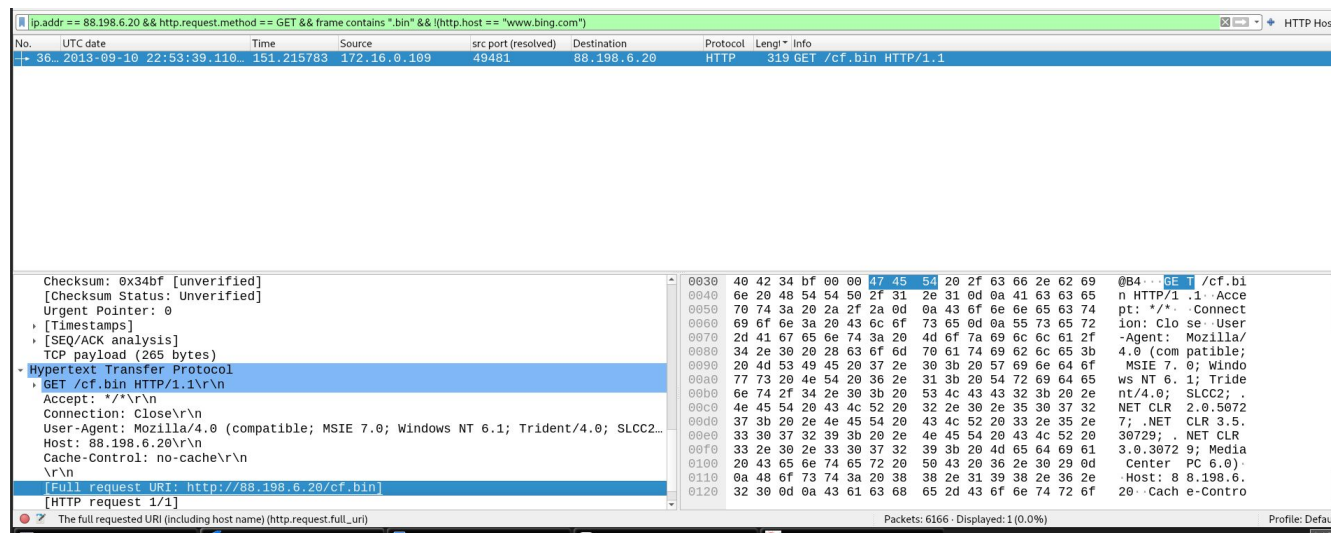 ip.addr == 88.198.6.20 && http.request.method == GET && frame contains ".bin" && !(http.host == "www.bing.com")
HTTP Hos
No. UTC date Time Source src port (resolved) Destination Protocol Lengt Info
36… 2013-09-10 22:53:39.110… 151.215783 172.16.0.109 49481 88.198.6.20 HTTP 319 GET /cf.bin HTTP/1.1
Checksum: 0x34bf [unverified]
[Checksum Status: Unverified]
Urgent Pointer: 0
[Timestamps]
[SEQ/ACK analysis]
TCP payload (265 bytes)
Hypertext Transfer Protocol
GET /cf.bin HTTP/1.1\r\n
Accept: */*\r\n
Connection: Close\r\n
User-Agent: Mozilla/4.0 (compatible; MSIE 7.0; Windows NT 6.1; Trident/4.0; SLCC2…
Host: 88.198.6.20\r\n
Cache-Control: no-cache\r\n
\r\n
[Full request URI: http://88.198.6.20/cf.bin]
[HTTP request 1/1]
0030 40 42 34 bf 00 00 47 45 54 20 2f 63 66 2e 62 69 @B4···GE T /cf.bi
0040 6e 20 48 54 54 50 2f 31 2e 31 0d 0a 41 63 63 65 n HTTP/1 .1··Acce
0050 70 74 3a 20 2a 2f 2a 0d 0a 43 6f 6e 6e 65 63 74 pt: */*· ·Connect
0060 69 6f 6e 3a 20 43 6c 6f 73 65 0d 0a 55 73 65 72 ion: Clo se··User
0070 2d 41 67 65 6e 74 3a 20 4d 6f 7a 69 6c 6c 61 2f -Agent: Mozilla/
0080 34 2e 30 20 28 63 6f 6d 70 61 74 69 62 6c 65 3b 4.0 (com patible;
0090 20 4d 53 49 45 20 37 2e 30 3b 20 57 69 6e 64 6f MSIE 7. 0; Windo
00a0 77 73 20 4e 54 20 36 2e 31 3b 20 54 72 69 64 65 ws NT 6. 1; Tride
00b0 6e 74 2f 34 2e 30 3b 20 53 4c 43 43 32 3b 20 2e nt/4.0; SLCC2; .
00c0 4e 45 54 20 43 4c 52 20 32 2e 30 2e 35 30 37 32 NET CLR 2.0.5072
00d0 37 3b 20 2e 4e 45 54 20 43 4c 52 20 33 2e 35 2e 7; .NET CLR 3.5.
00e0 33 30 37 32 39 3b 20 2e 4e 45 54 20 43 4c 52 20 30729; . NET CLR
00f0 33 2e 30 2e 33 30 37 32 39 3b 20 4d 65 64 69 61 3.0.3072 9; Media
0100 20 43 65 6e 74 65 72 20 50 43 20 36 2e 30 29 0d Center PC 6.0)·
0110 0a 48 6f 73 74 3a 20 38 38 2e 31 39 38 2e 36 2e ·Host: 8 8.198.6.
0120 32 30 0d 0a 43 61 63 68 65 2d 43 6f 6e 74 72 6f 20··Cach e-Contro
The full requested URI (including host name) (http.request.full_uri)
Packets: 6166 · Displayed: 1 (0.0%)
Profile: Defau